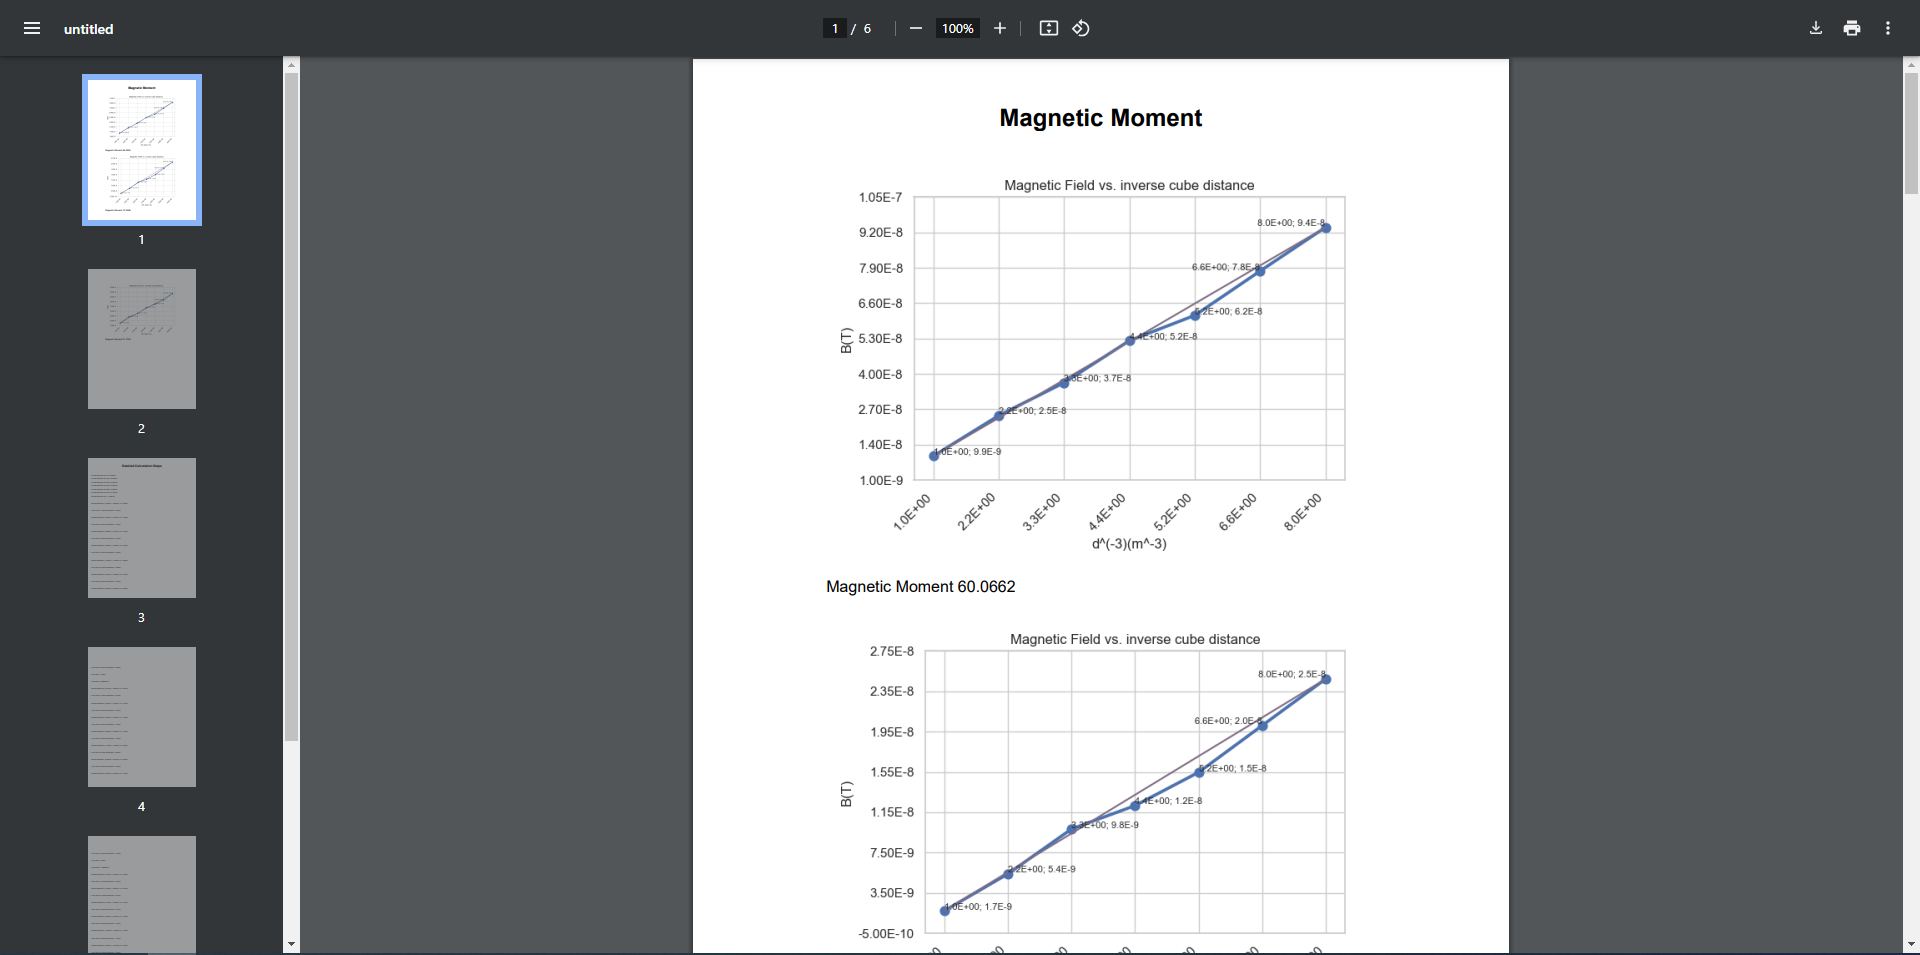 untitled
1 / 6
100%
1
2
3
4
Magnetic Moment
Magnetic Field vs. inverse cube distance
1.05E-7
9.20E-8
7.90E-8
6.60E-8
5.30E-8
4.00E-8
2.70E-8
1.40E-8
1.00E-9
B(T)
8.0E+00; 9.4E-8
6.6E+00; 7.8E-8
5.2E+00; 6.2E-8
4.4E+00; 5.2E-8
3.3E+00; 3.7E-8
2.2E+00; 2.5E-8
1.0E+00; 9.9E-9
1.0E+00 2.2E+00 3.3E+00 4.4E+00 5.2E+00 6.6E+00 8.0E+00
d^(-3)(m^-3)
Magnetic Moment 60.0662
Magnetic Field vs. inverse cube distance
2.75E-8
2.35E-8
1.95E-8
1.55E-8
1.15E-8
7.50E-9
3.50E-9
-5.00E-10
B(T)
8.0E+00; 2.5E-8
6.6E+00; 2.0E-8
5.2E+00; 1.5E-8
4.4E+00; 1.2E-8
3.3E+00; 9.8E-9
2.2E+00; 5.4E-9
1.0E+00; 1.7E-9